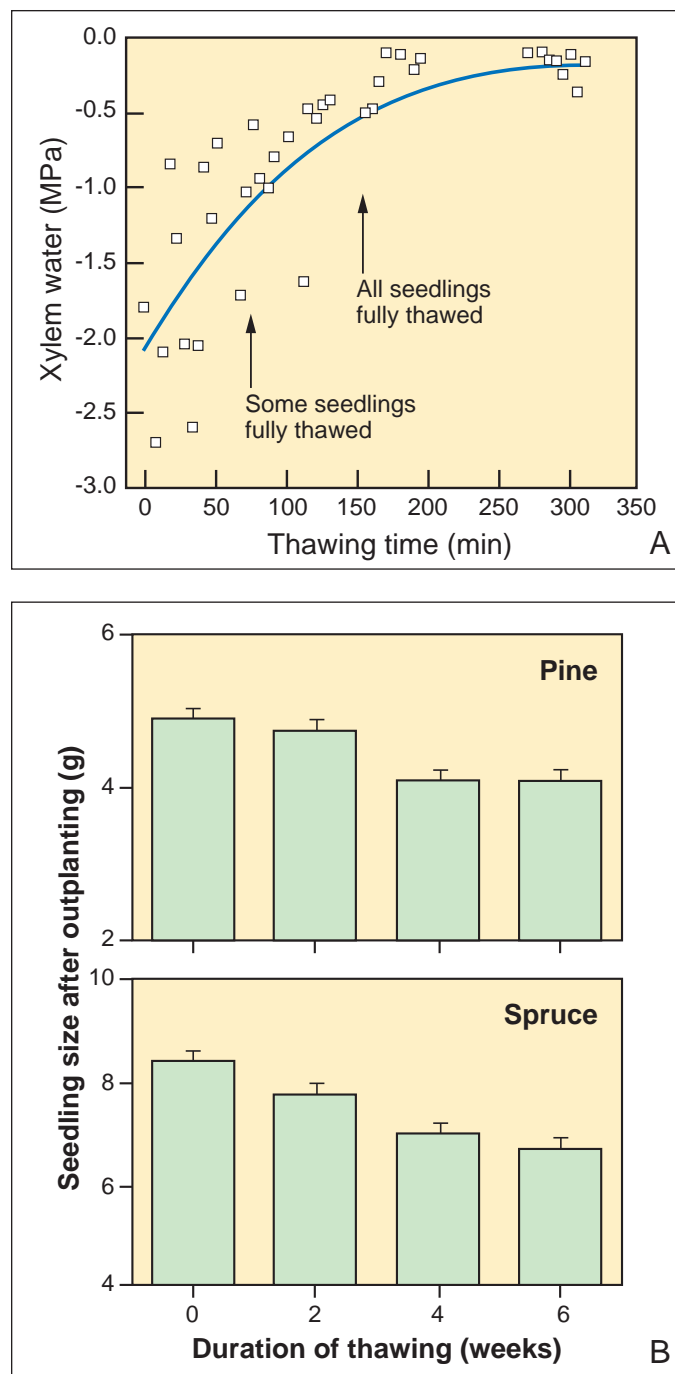 0.0
-0.5
-1.0
-1.5
-2.0
-2.5
-3.0
Xylem water (MPa)
All seedlings
fully thawed
Some seedlings
fully thawed
0 50 100 150 200 250 300 350
Thawing time (min)
A
6
4
2
Pine
Seedling size after outplanting (g)
10
8
6
4
Spruce
0 2 4 6
Duration of thawing (weeks)
B